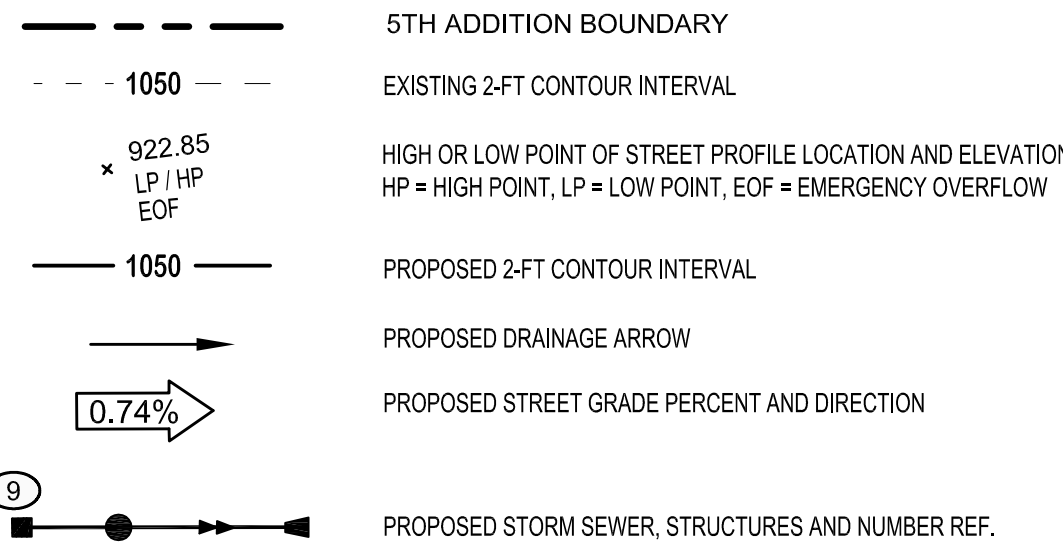 5TH ADDITION BOUNDARY
1050 EXISTING 2-FT CONTOUR INTERVAL
922.85
LP / HP
EOF
HIGH OR LOW POINT OF STREET PROFILE LOCATION AND ELEVATION
HP = HIGH POINT, LP = LOW POINT, EOF = EMERGENCY OVERFLOW
1050 PROPOSED 2-FT CONTOUR INTERVAL
PROPOSED DRAINAGE ARROW
0.74% PROPOSED STREET GRADE PERCENT AND DIRECTION
9
PROPOSED STORM SEWER, STRUCTURES AND NUMBER REF.